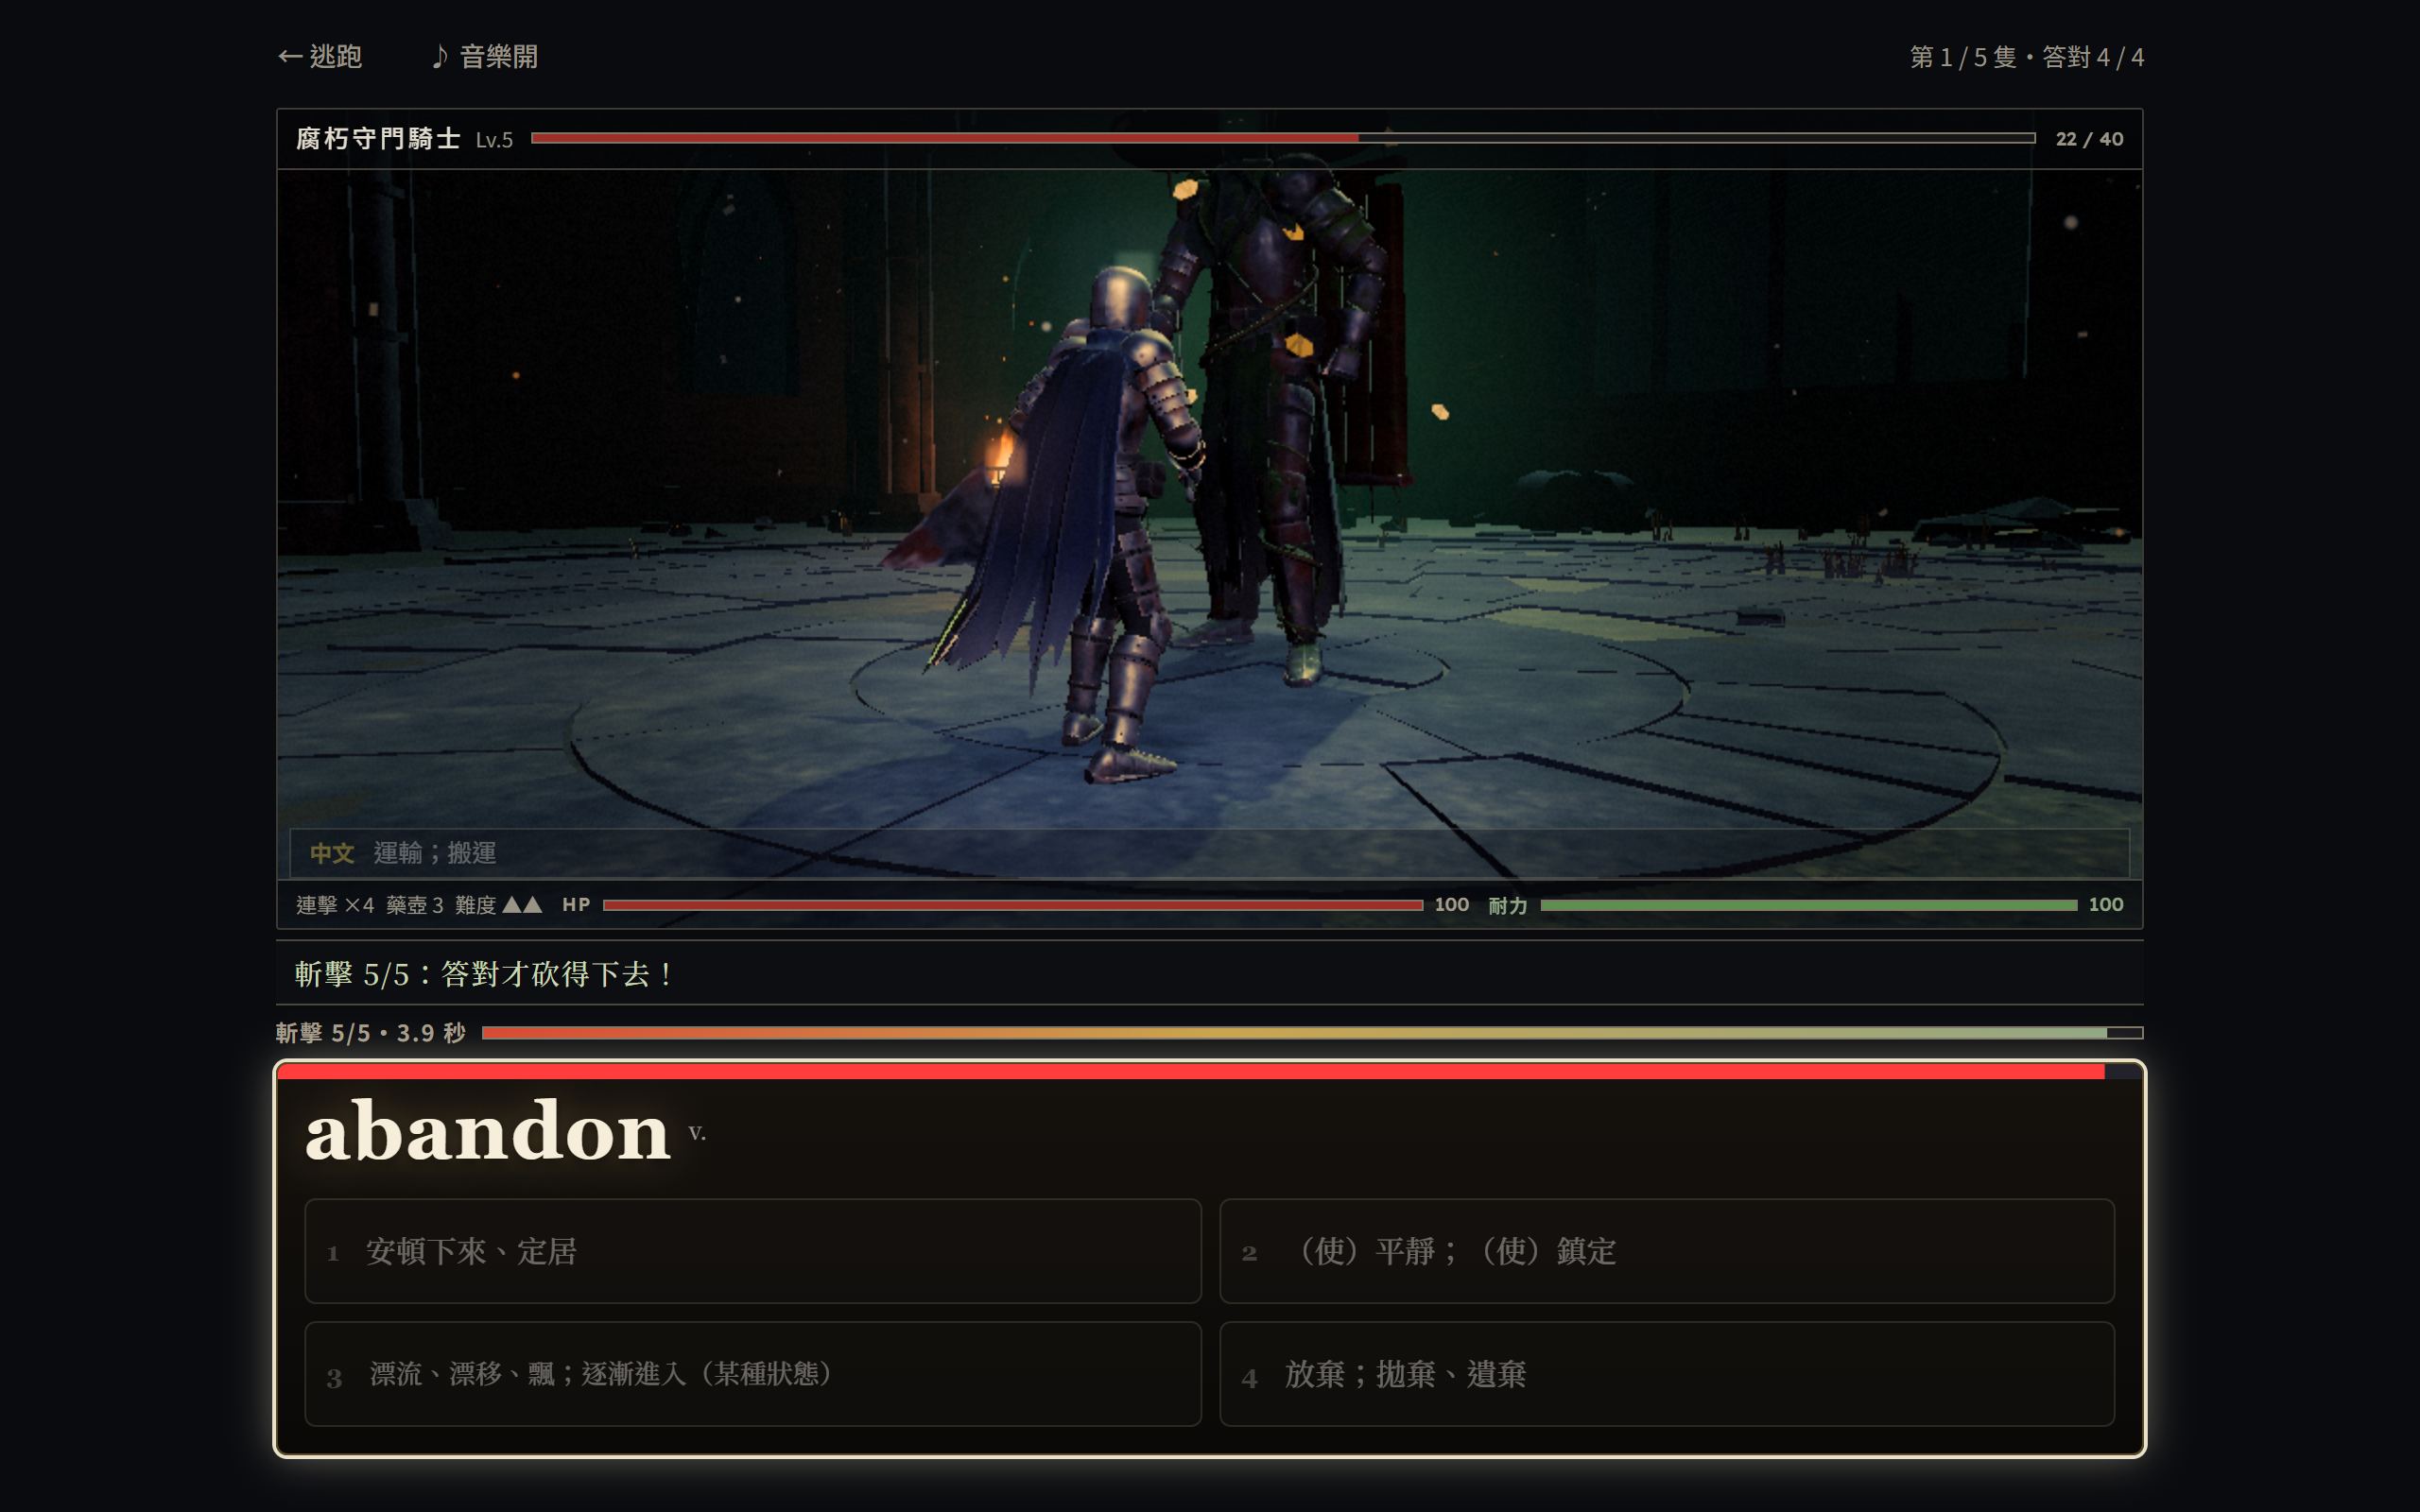 ← 逃跑 ♪ 音樂開 第 1 / 5 隻・答對 4 / 4
腐朽守門騎士 Lv.5 22 / 40
中文 運輸；搬運
連擊 ×4 藥壺 3 難度 ▲▲ HP 100 耐力 100
斬擊 5/5：答對才砍得下去！
斬擊 5/5・3.9 秒
abandon v.
1 安頓下來、定居
2 （使）平靜；（使）鎮定
3 漂流、漂移、飄；逐漸進入（某種狀態）
4 放棄；拋棄、遺棄